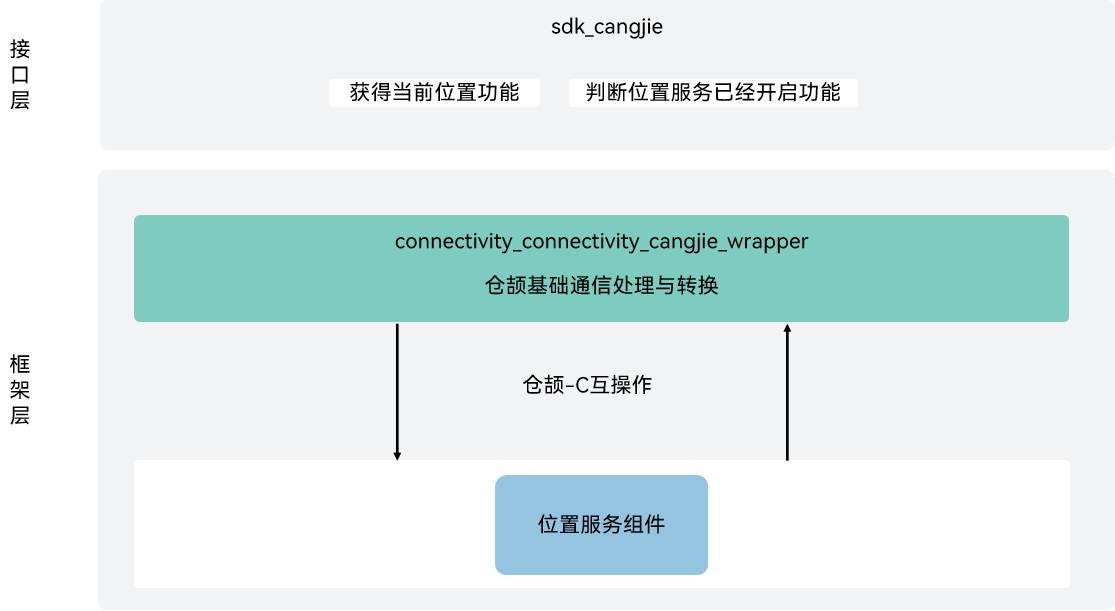 接口层
sdk_cangjie
获得当前位置功能
判断位置服务已经开启功能
框架层
connectivity_connectivity_cangjie_wrapper
仓颉基础通信处理与转换
仓颉-C互操作
位置服务组件